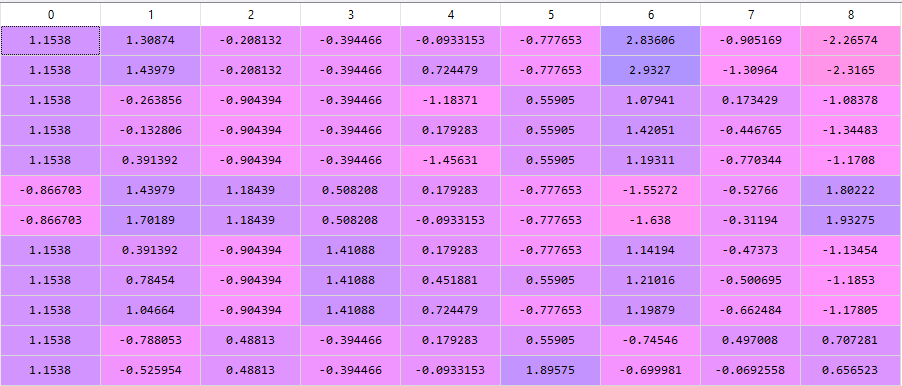 0 1 2 3 4 5 6 7 8
1.1538 1.30874 -0.208132 -0.394466 -0.0933153 -0.777653 2.83606 -0.905169 -2.26574
1.1538 1.43979 -0.208132 -0.394466 0.724479 -0.777653 2.9327 -1.30964 -2.3165
1.1538 -0.263856 -0.904394 -0.394466 -1.18371 0.55905 1.07941 0.173429 -1.08378
1.1538 -0.132806 -0.904394 -0.394466 0.179283 0.55905 1.42051 -0.446765 -1.34483
1.1538 0.391392 -0.904394 -0.394466 -1.45631 0.55905 1.19311 -0.770344 -1.1708
-0.866703 1.43979 1.18439 0.508208 0.179283 -0.777653 -1.55272 -0.52766 1.80222
-0.866703 1.70189 1.18439 0.508208 -0.0933153 -0.777653 -1.638 -0.31194 1.93275
1.1538 0.391392 -0.904394 1.41088 0.179283 -0.777653 1.14194 -0.47373 -1.13454
1.1538 0.78454 -0.904394 1.41088 0.451881 0.55905 1.21016 -0.500695 -1.1853
1.1538 1.04664 -0.904394 1.41088 0.724479 -0.777653 1.19879 -0.662484 -1.17805
1.1538 -0.788053 0.48813 -0.394466 0.179283 0.55905 -0.74546 0.497008 0.707281
1.1538 -0.525954 0.48813 -0.394466 -0.0933153 1.89575 -0.699981 -0.0692558 0.656523